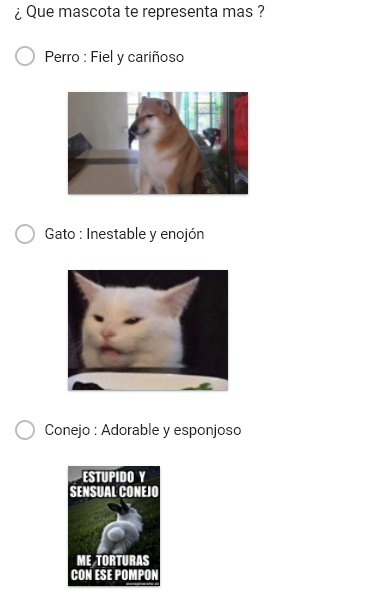 ¿ Que mascota te representa mas ?
Perro : Fiel y cariñoso
Gato : Inestable y enojón
Conejo : Adorable y esponjoso
ESTUPIDO Y
SENSUAL CONEJO
ME TORTURAS
CON ESE POMPON